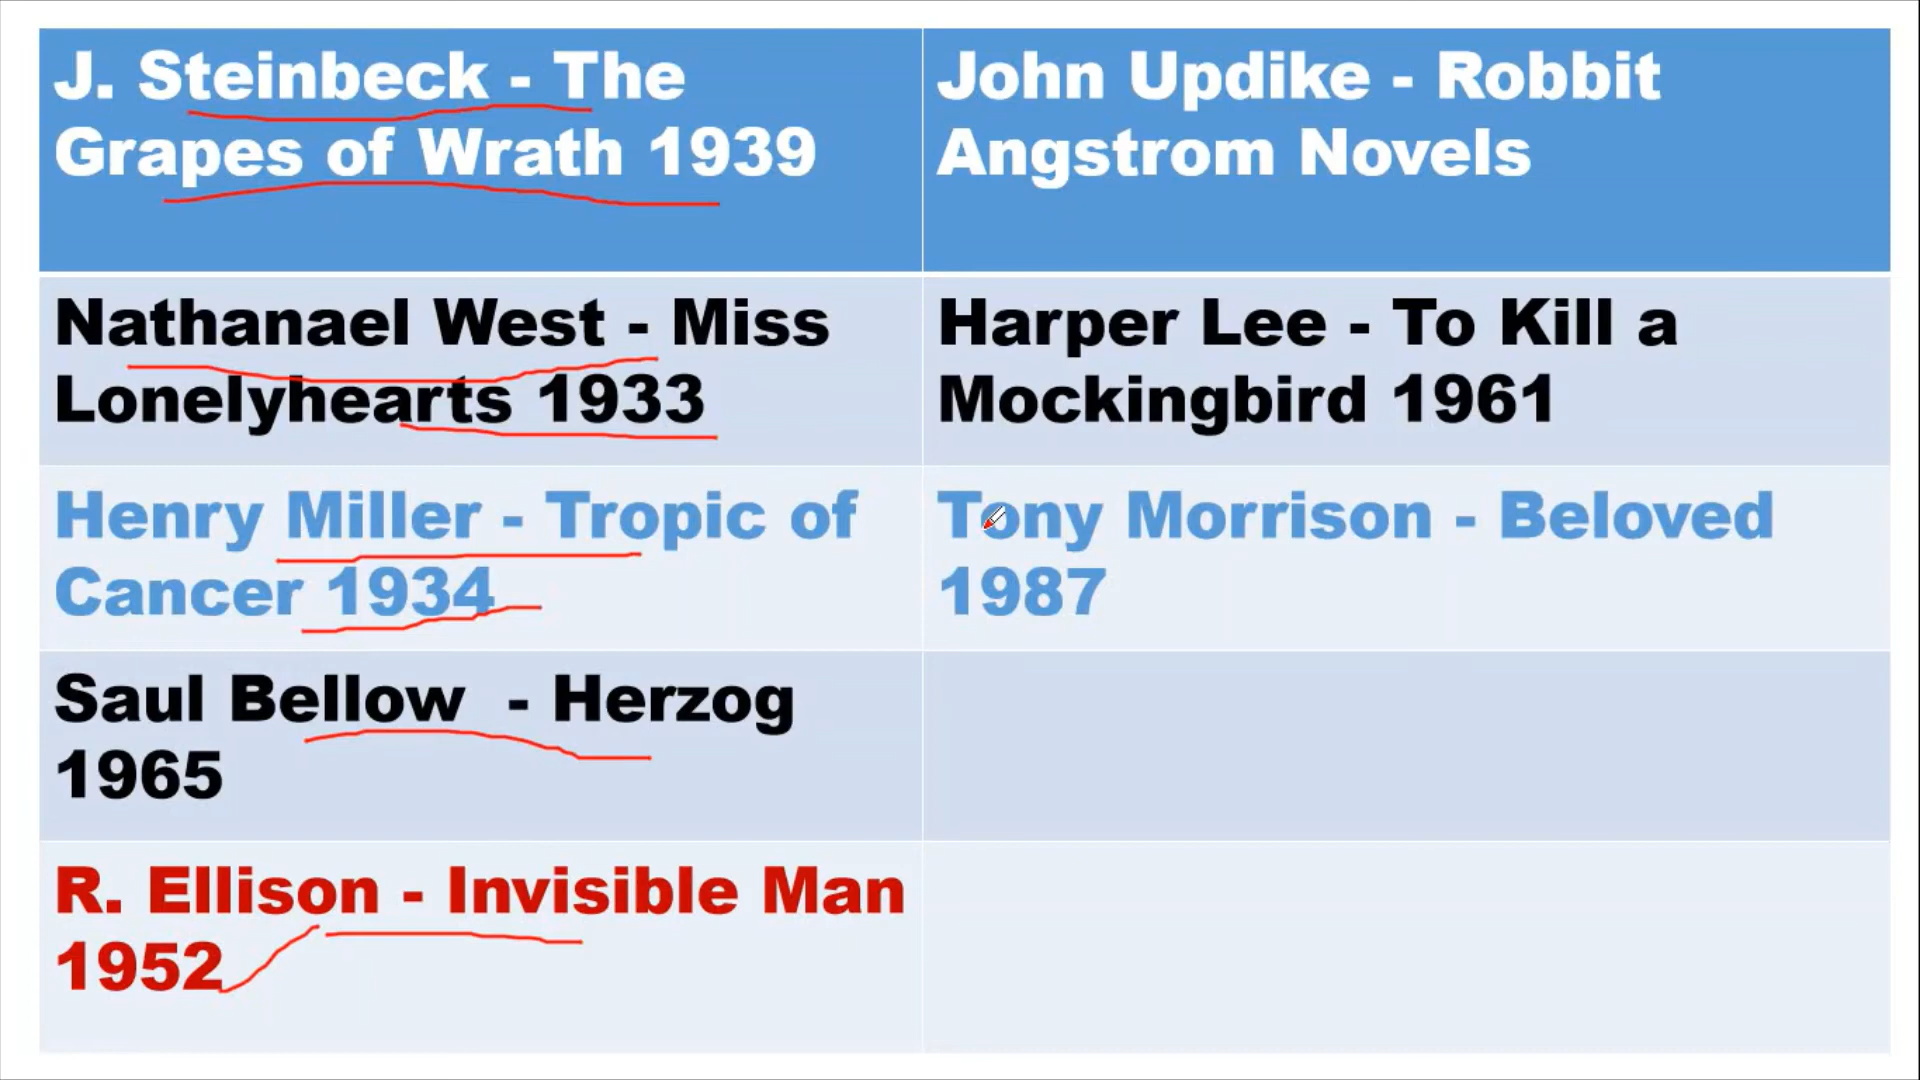 J. Steinbeck - The
Grapes of Wrath 1939
John Updike - Robbit
Angstrom Novels
Nathanael West - Miss
Lonelyhearts 1933
Harper Lee - To Kill a
Mockingbird 1961
Henry Miller - Tropic of
Cancer 1934
Tony Morrison - Beloved
1987
Saul Bellow - Herzog
1965
R. Ellison - Invisible Man
1952